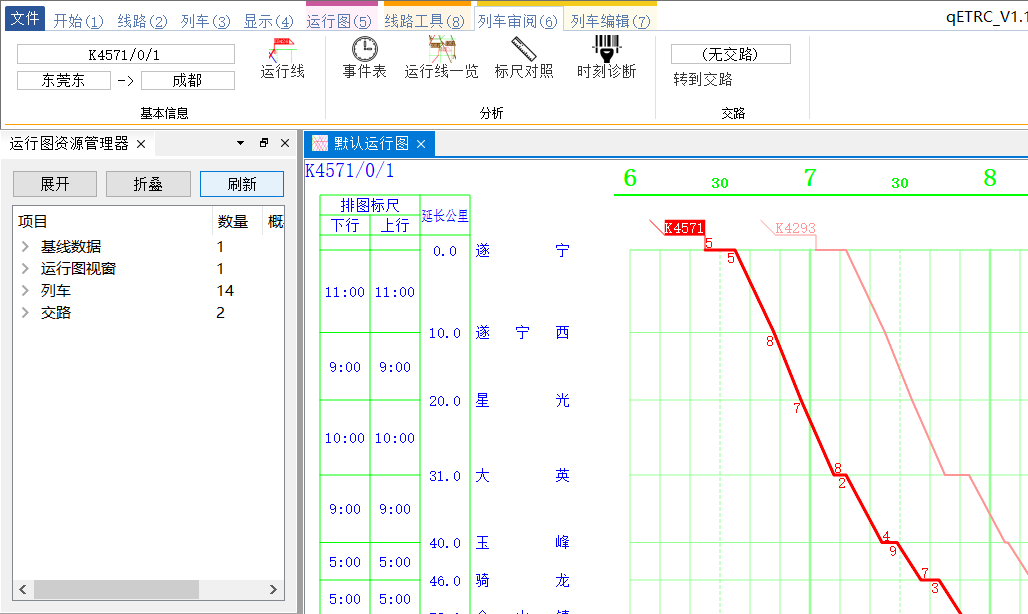 文件 开始(1) 线路(2) 列车(3) 显示(4) 运行图(5) 线路工具(8) 列车审阅(6) 列车编辑(7) qETRC_V1.1
K4571/0/1
东莞东 -> 成都
运行线 事件表 运行线一览 标尺对照 时刻诊断
(无交路)
转到交路
基本信息 分析 交路
运行图资源管理器 默认运行图
展开 折叠 刷新
项目 数量 概
基线数据 1
运行图视窗 1
列车 14
交路 2
K4571/0/1
6 30 7 30 8
排图标尺 延长公里
下行 上行
K4571 K4293
5
5
0.0 遂宁
11:00 11:00
10.0 遂宁西
8
9:00 9:00
20.0 星光
7
10:00 10:00
8
31.0 大英
2
9:00 9:00
4
40.0 玉峰
9
5:00 5:00
7
46.0 骑龙
3
5:00 5:00